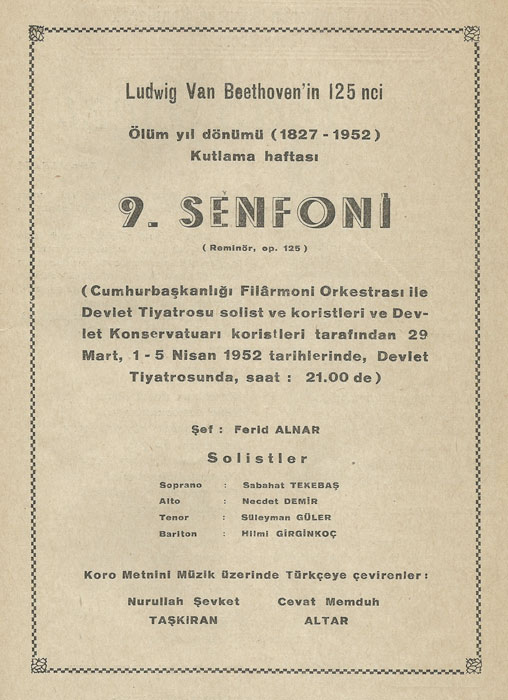 Ludwig Van Beethoven'in 125 nci
Ölüm yıl dönümü (1827 - 1952)
Kutlama haftası
9. SENFONİ
( Reminör, op. 125 )
( Cumhurbaşkanlığı Filârmoni Orkestrası ile
Devlet Tiyatrosu solist ve koristleri ve Dev-
let Konservatuarı koristleri tarafından 29
Mart, 1 - 5 Nisan 1952 tarihlerinde, Devlet
Tiyatrosunda, saat : 21.00 de )
Şef : Ferid ALNAR
Solistler
Soprano : Sabahat TEKEBAŞ
Alto : Necdet DEMİR
Tenor : Süleyman GÜLER
Bariton : Hilmi GİRGİNKOÇ
Koro Metnini Müzik üzerinde Türkçeye çevirenler :
Nurullah Şevket Cevat Memduh
TAŞKIRAN ALTAR